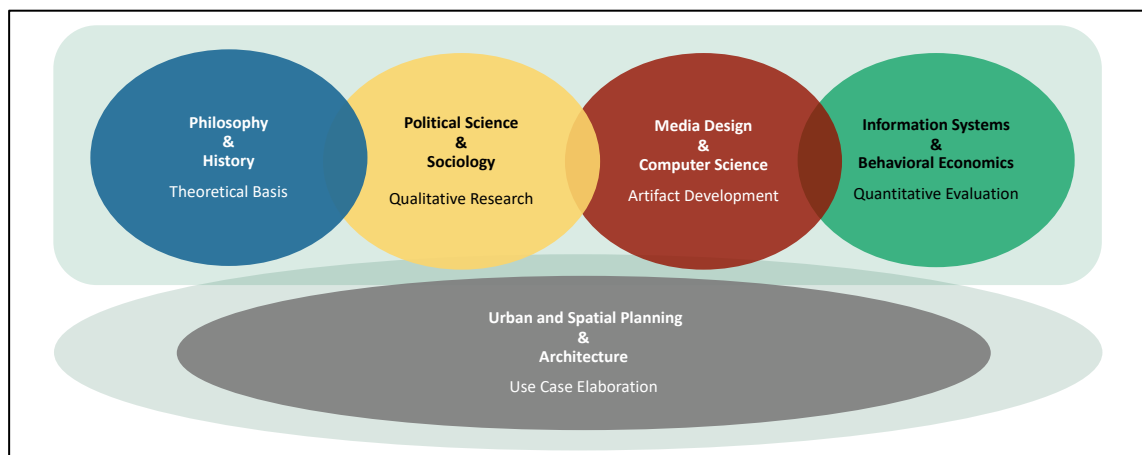 Philosophy
&
History
Theoretical Basis
Political Science
&
Sociology
Qualitative Research
Media Design
&
Computer Science
Artifact Development
Information Systems
&
Behavioral Economics
Quantitative Evaluation
Urban and Spatial Planning
&
Architecture
Use Case Elaboration